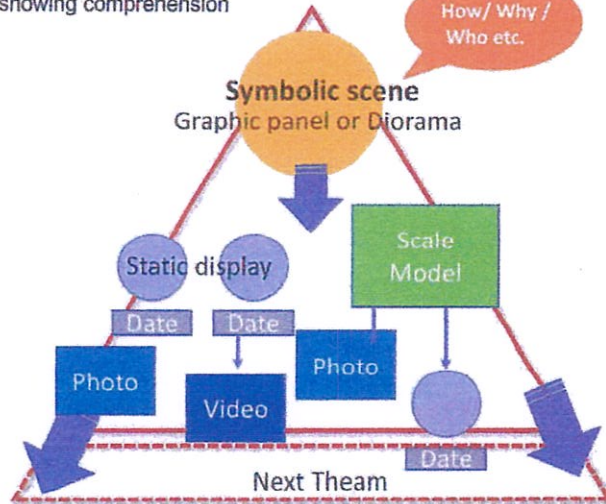 showing comprehension
How/ Why /
Who etc.
Symbolic scene
Graphic panel or Diorama
Scale
Model
Static display
Date
Date
Photo
Photo
Video
Date
Next Theam